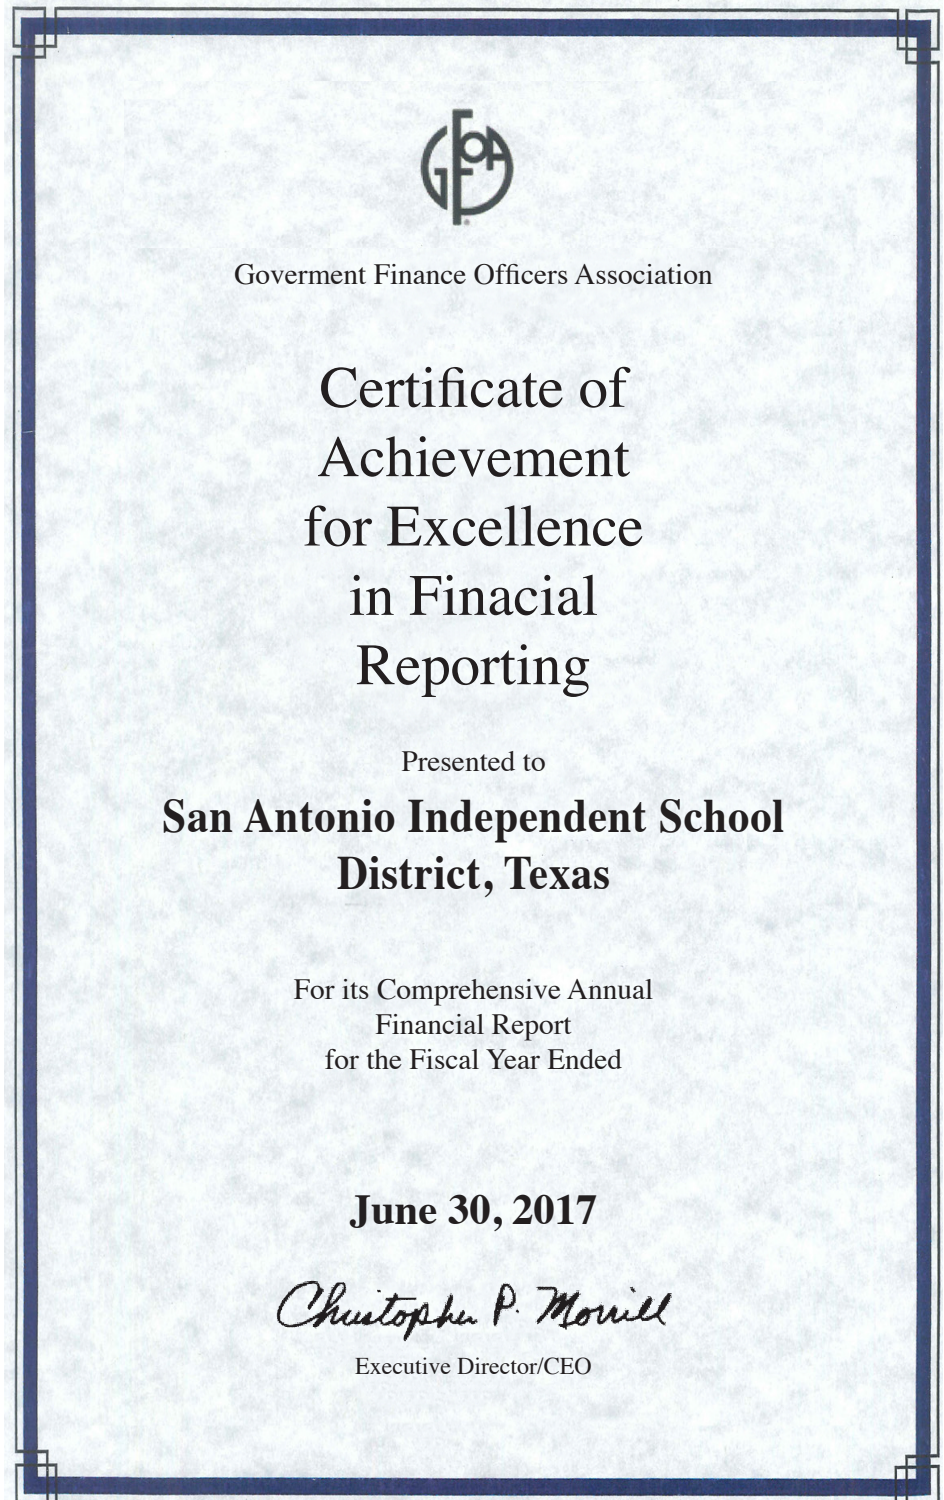 GFOA
Goverment Finance Officers Association
Certificate of
Achievement
for Excellence
in Finacial
Reporting
Presented to
San Antonio Independent School
District, Texas
For its Comprehensive Annual
Financial Report
for the Fiscal Year Ended
June 30, 2017
Christopher P. Morrill
Executive Director/CEO